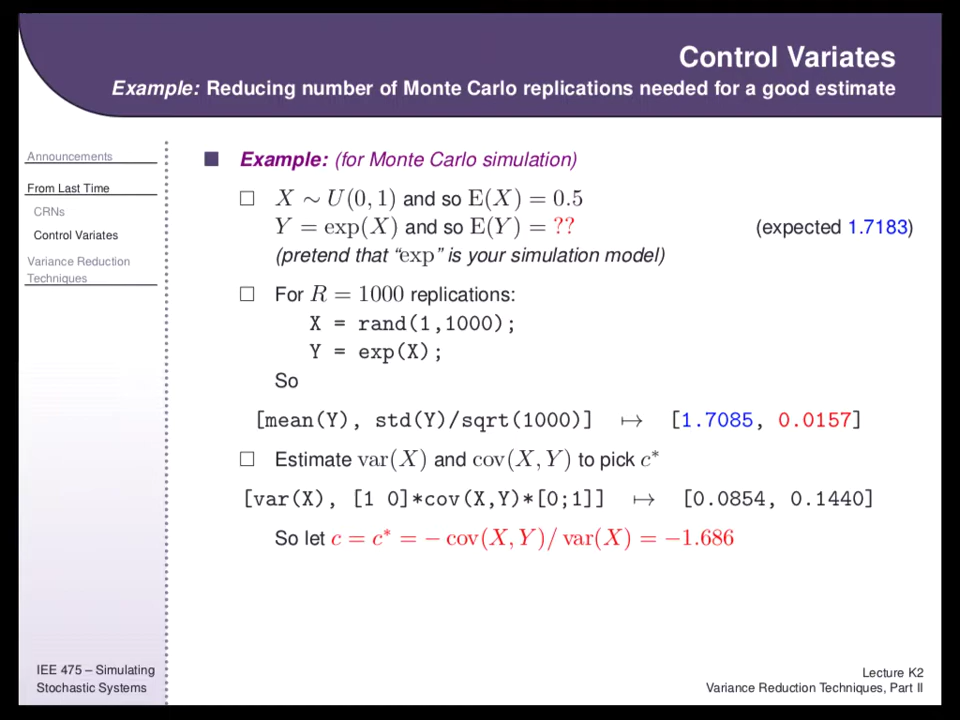 Control Variates
Example: Reducing number of Monte Carlo replications needed for a good estimate
Announcements
From Last Time
CRNs
Control Variates
Variance Reduction
Techniques
Example: (for Monte Carlo simulation)
X ∼ U(0, 1) and so E(X) = 0.5
Y = exp(X) and so E(Y) = ?? (expected 1.7183)
(pretend that “exp” is your simulation model)
For R = 1000 replications:
X = rand(1,1000);
Y = exp(X);
So
[mean(Y), std(Y)/sqrt(1000)] ↦ [1.7085, 0.0157]
Estimate var(X) and cov(X, Y) to pick c*
[var(X), [1 0]*cov(X,Y)*[0;1]] ↦ [0.0854, 0.1440]
So let c = c* = − cov(X, Y)/ var(X) = −1.686
IEE 475 – Simulating
Stochastic Systems
Lecture K2
Variance Reduction Techniques, Part II